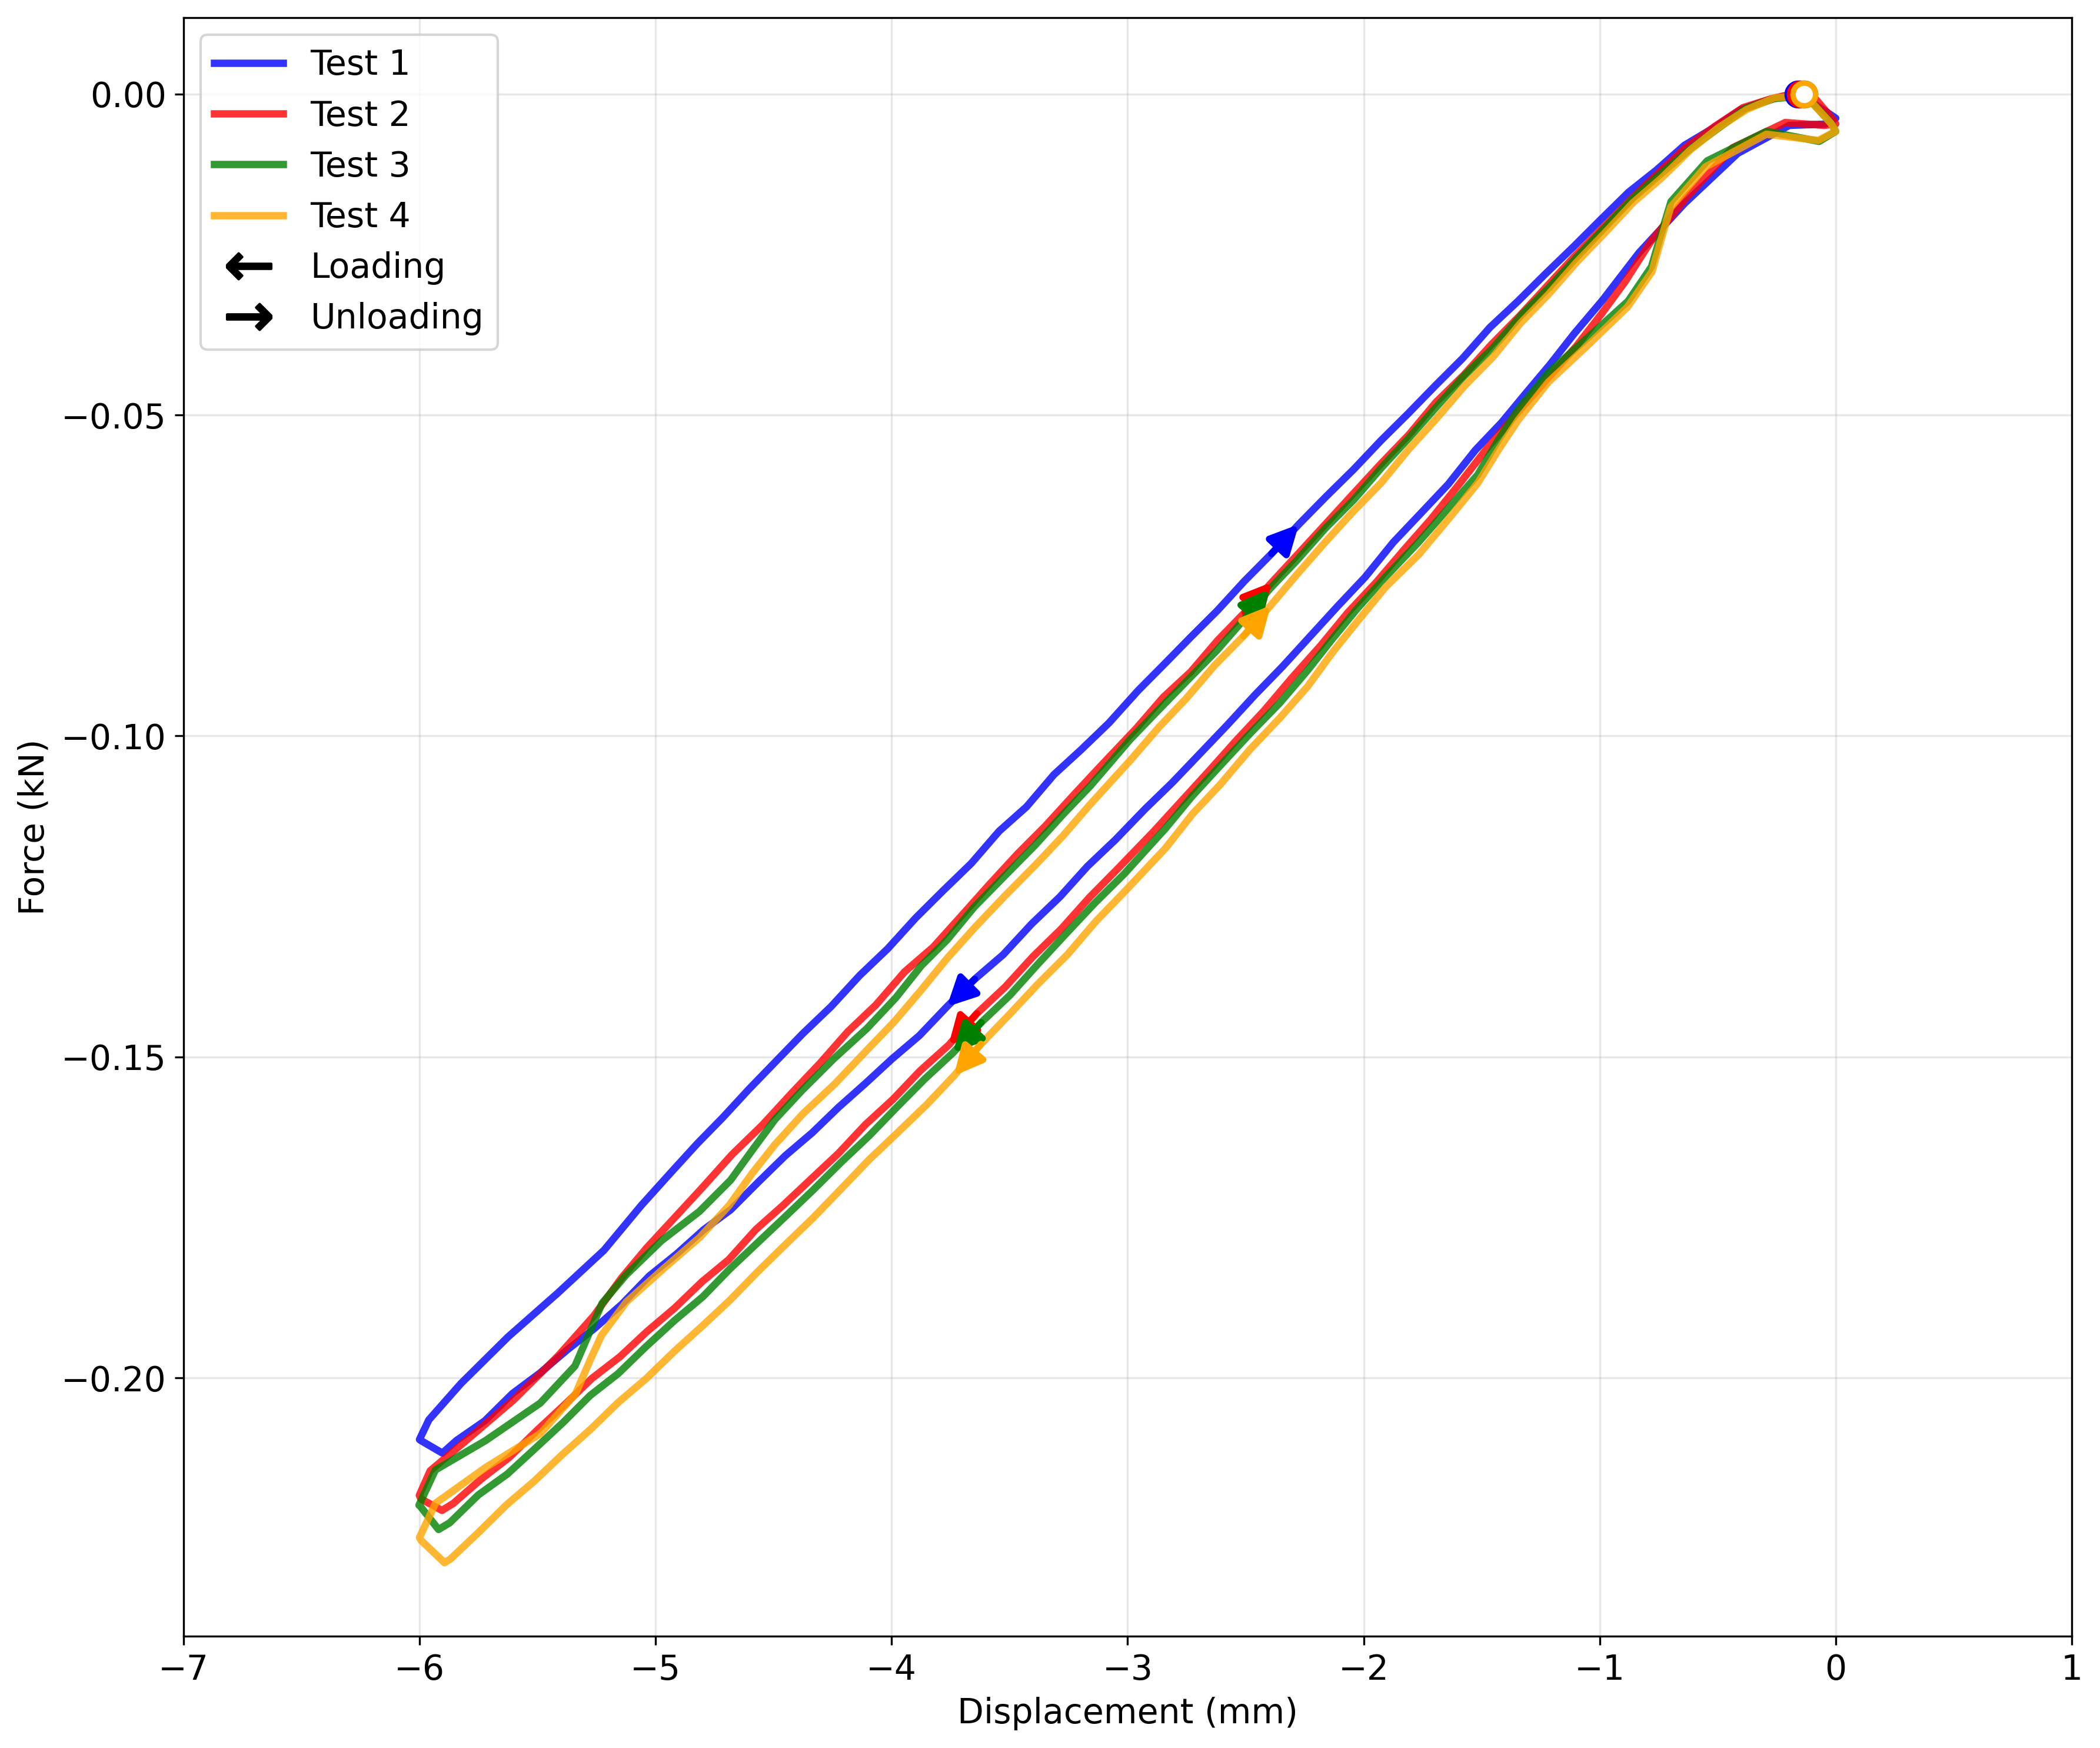 Test 1
Test 2
Test 3
Test 4
Loading
Unloading
0.00
−0.05
−0.10
−0.15
−0.20
Force (kN)
−7 −6 −5 −4 −3 −2 −1 0 1
Displacement (mm)